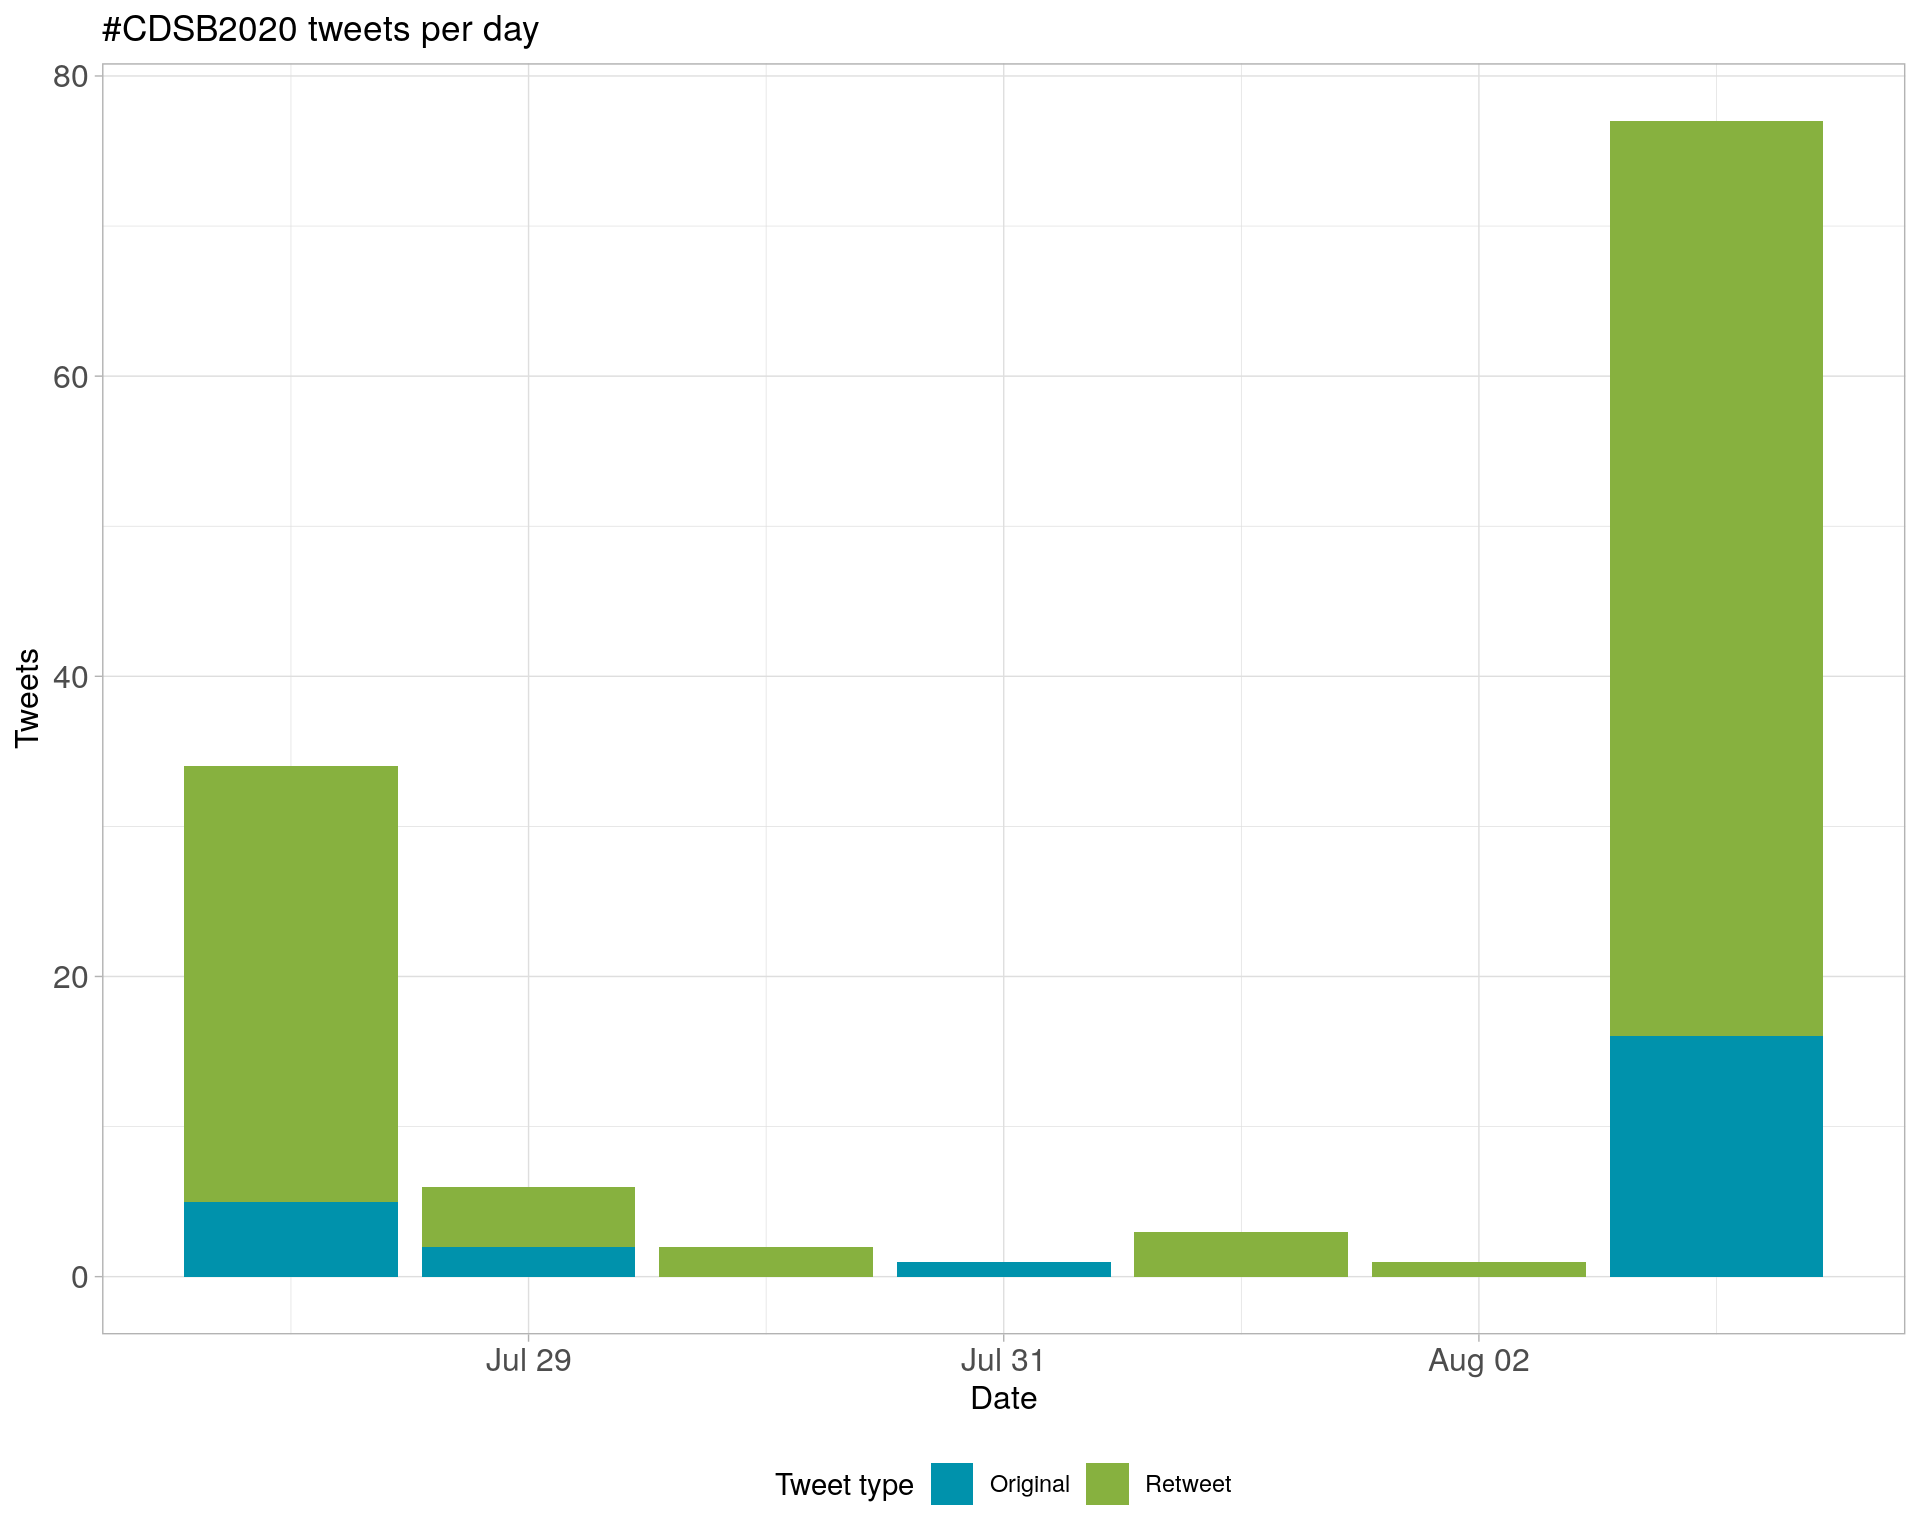 #CDSB2020 tweets per day
80
60
40
20
0
Tweets
Jul 29
Jul 31
Aug 02
Date
Tweet type
Original
Retweet